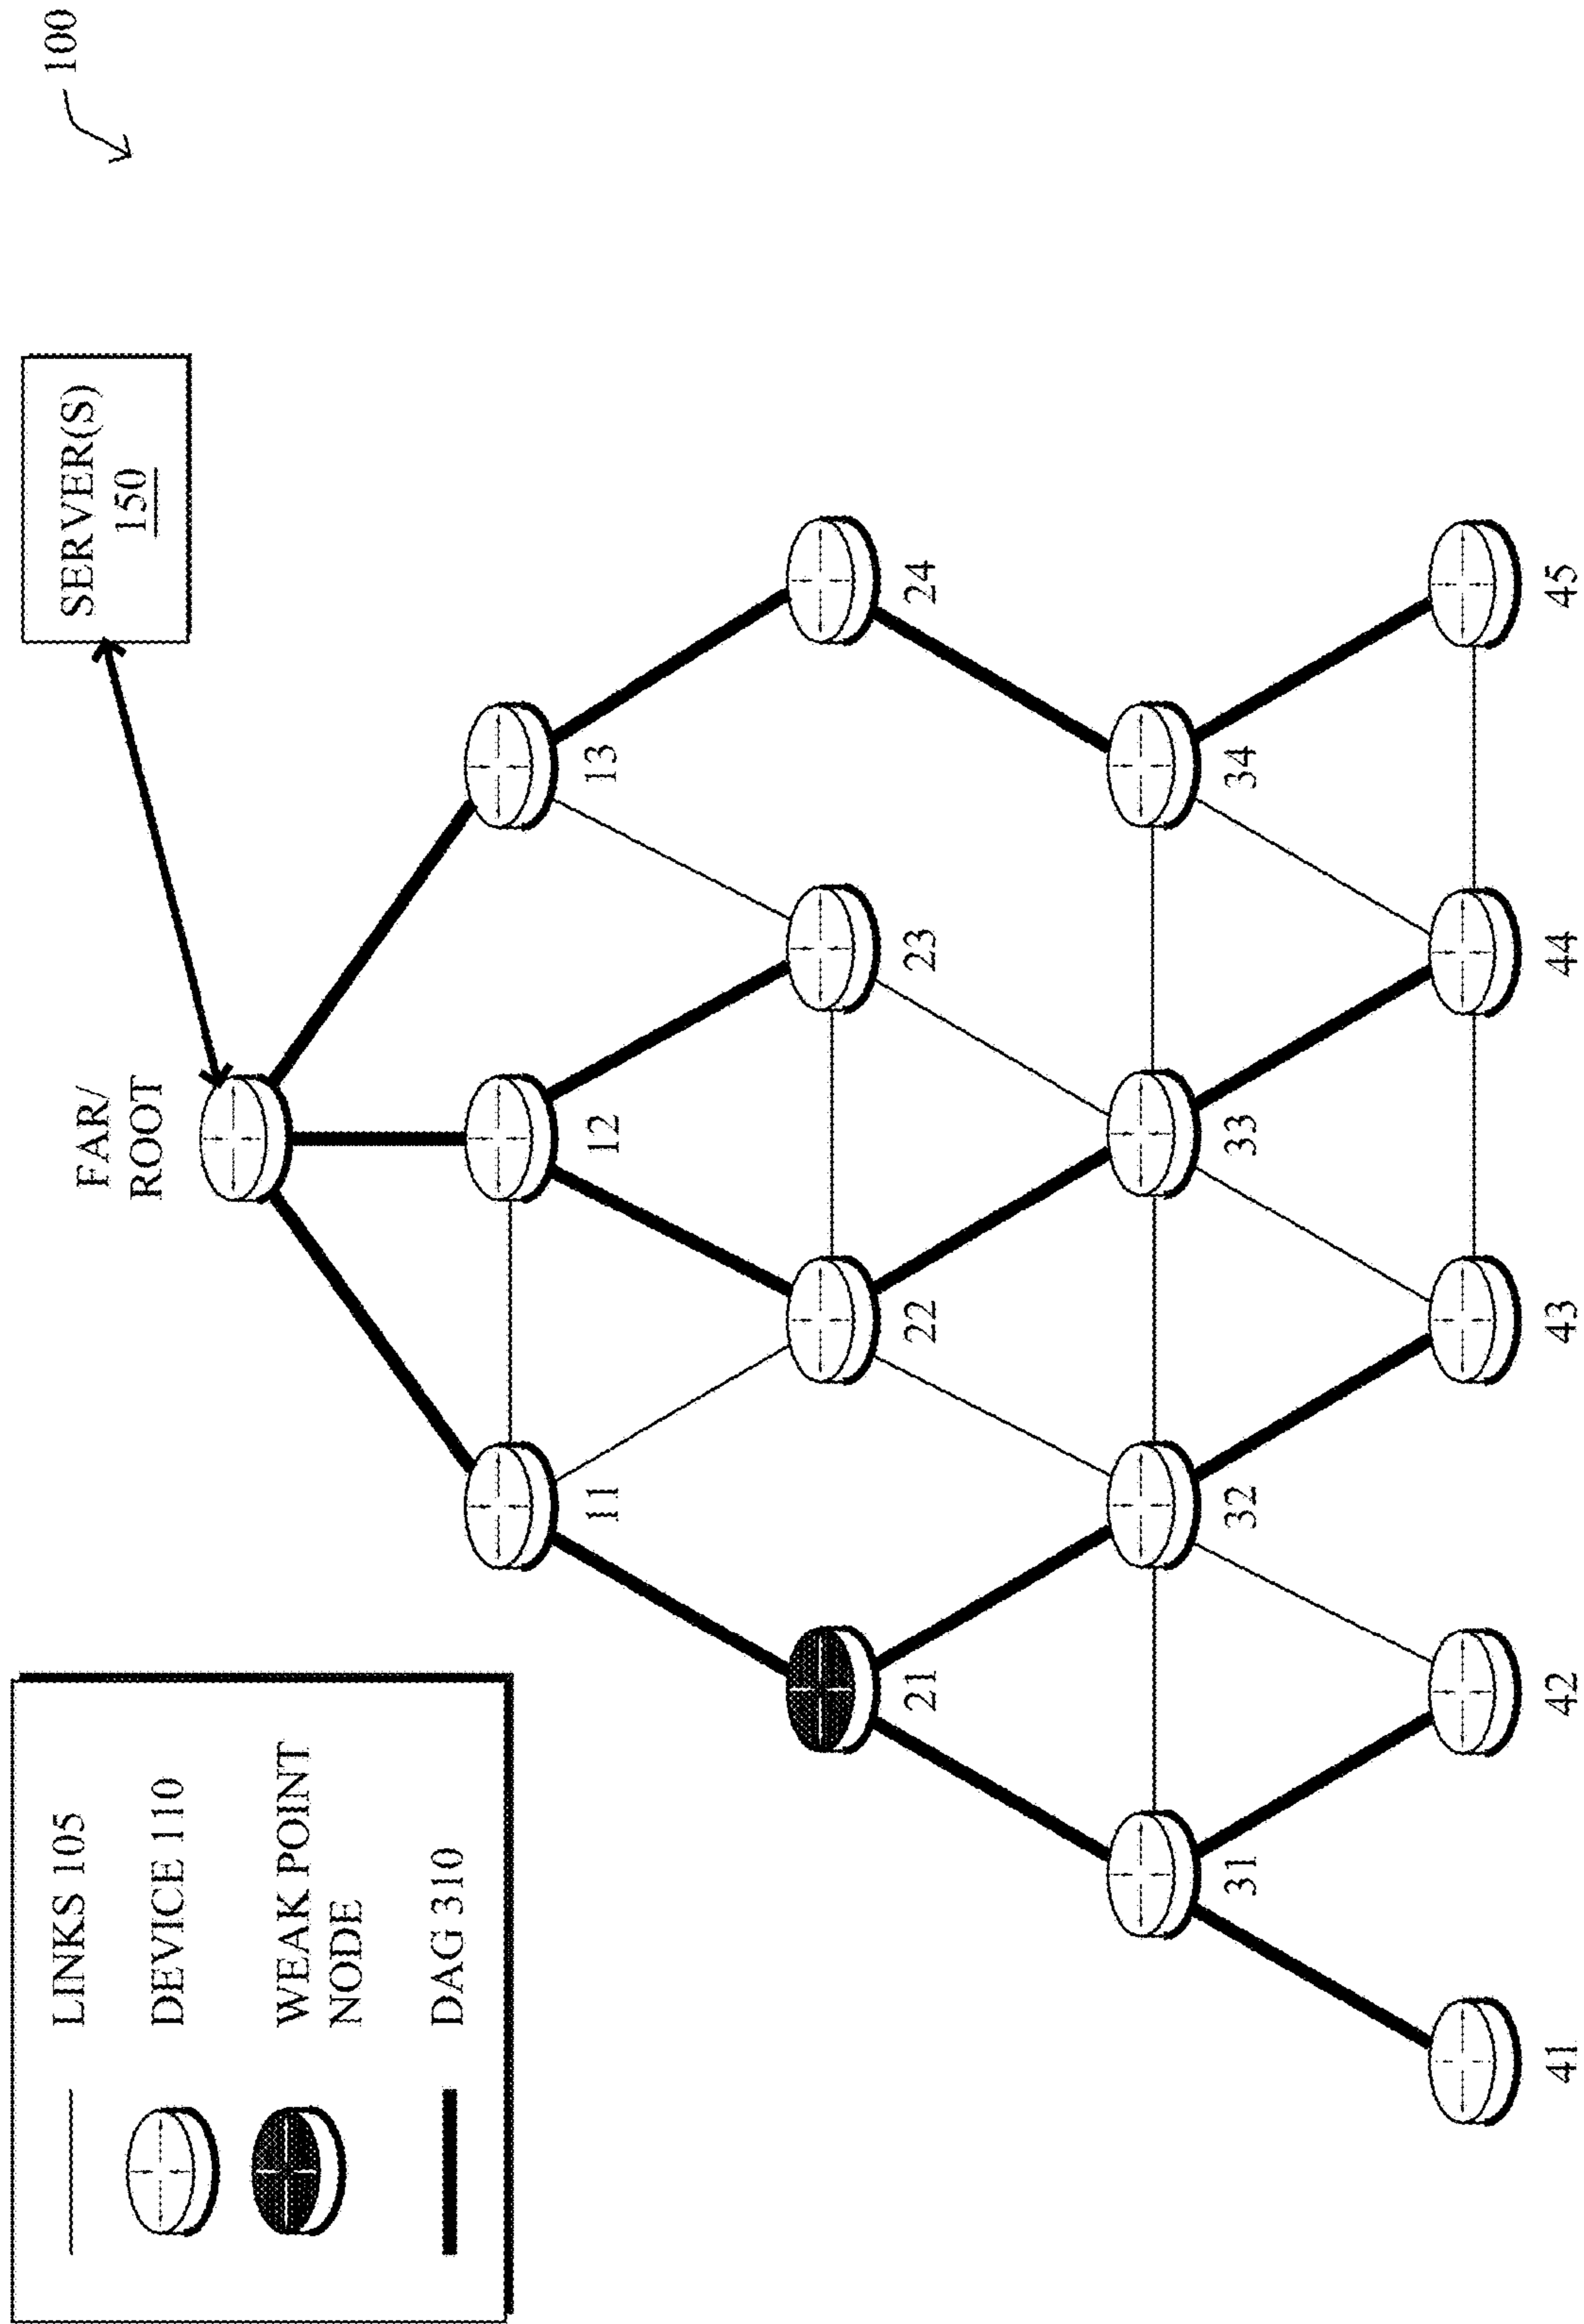 100
SERVER(S)
150
FAR/
ROOT
LINKS 105
DEVICE 110
WEAK POINT
NODE
DAG 310
11
12
13
21
22
23
24
31
32
33
34
41
42
43
44
45